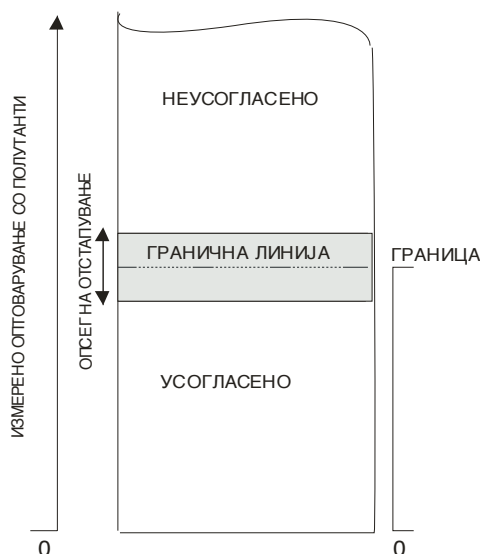 НЕУСОГЛАСЕНО
ИЗМЕРЕНО ОПТОВАРУВАЊЕ СО ПОЛУТАНТИ
ОПСЕГ НА ОТСТАПУВАЊЕ
ГРАНИЧНА ЛИНИЈА
ГРАНИЦА
УСОГЛАСЕНО
0
0